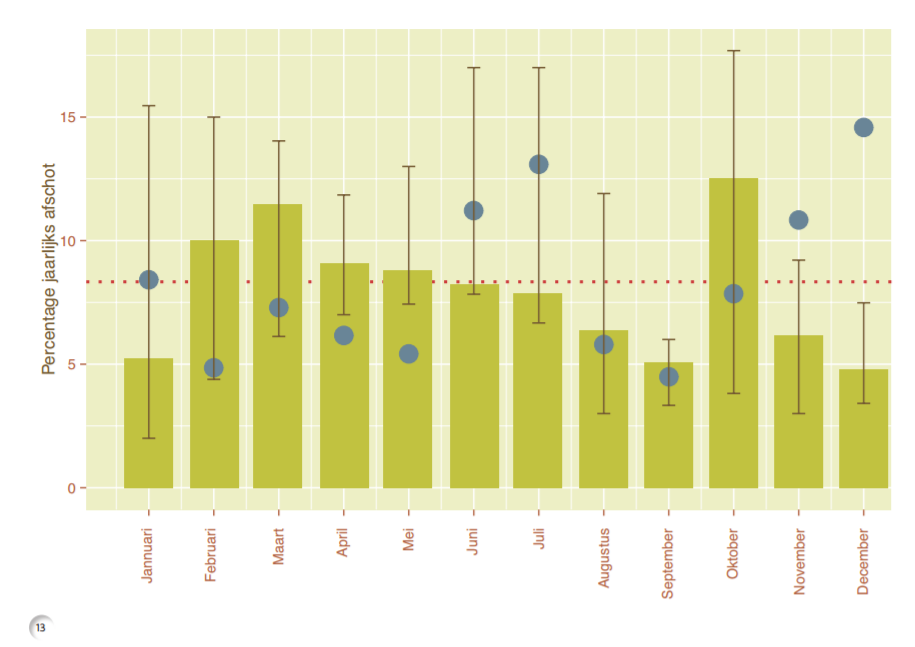 Percentage jaarlijks afschot
15
10
5
0
Jannuari
Februari
Maart
April
Mei
Juni
Juli
Augustus
September
Oktober
November
December
13